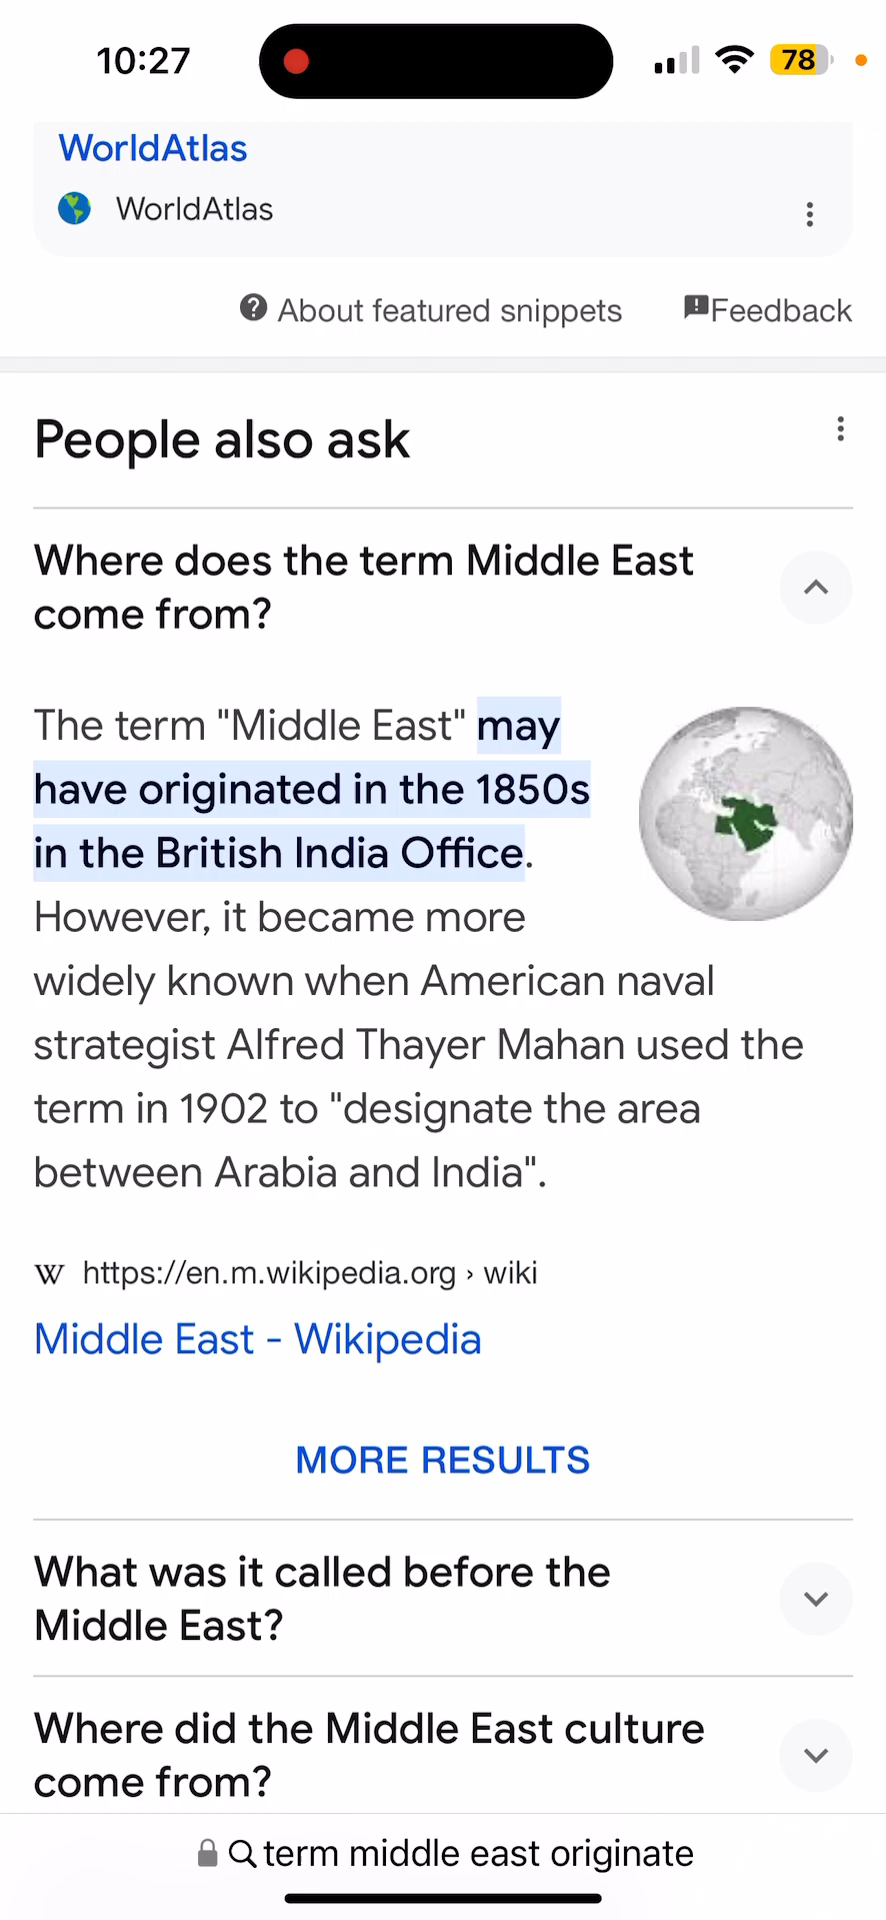 10:27
78
WorldAtlas
WorldAtlas
About featured snippets
Feedback
People also ask
Where does the term Middle East
come from?
The term "Middle East" may
have originated in the 1850s
in the British India Office.
However, it became more
widely known when American naval
strategist Alfred Thayer Mahan used the
term in 1902 to "designate the area
between Arabia and India".
W https://en.m.wikipedia.org › wiki
Middle East - Wikipedia
MORE RESULTS
What was it called before the
Middle East?
Where did the Middle East culture
come from?
term middle east originate